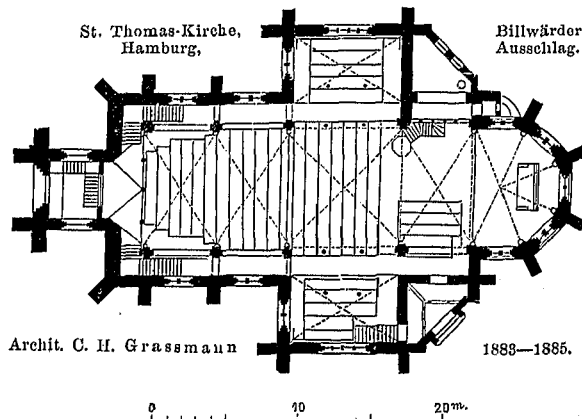 St. Thomas-Kirche,
Hamburg,
Billwärder
Ausschlag.
Archit. C. H. Grassmann
1883–1885.
0 10 20m.